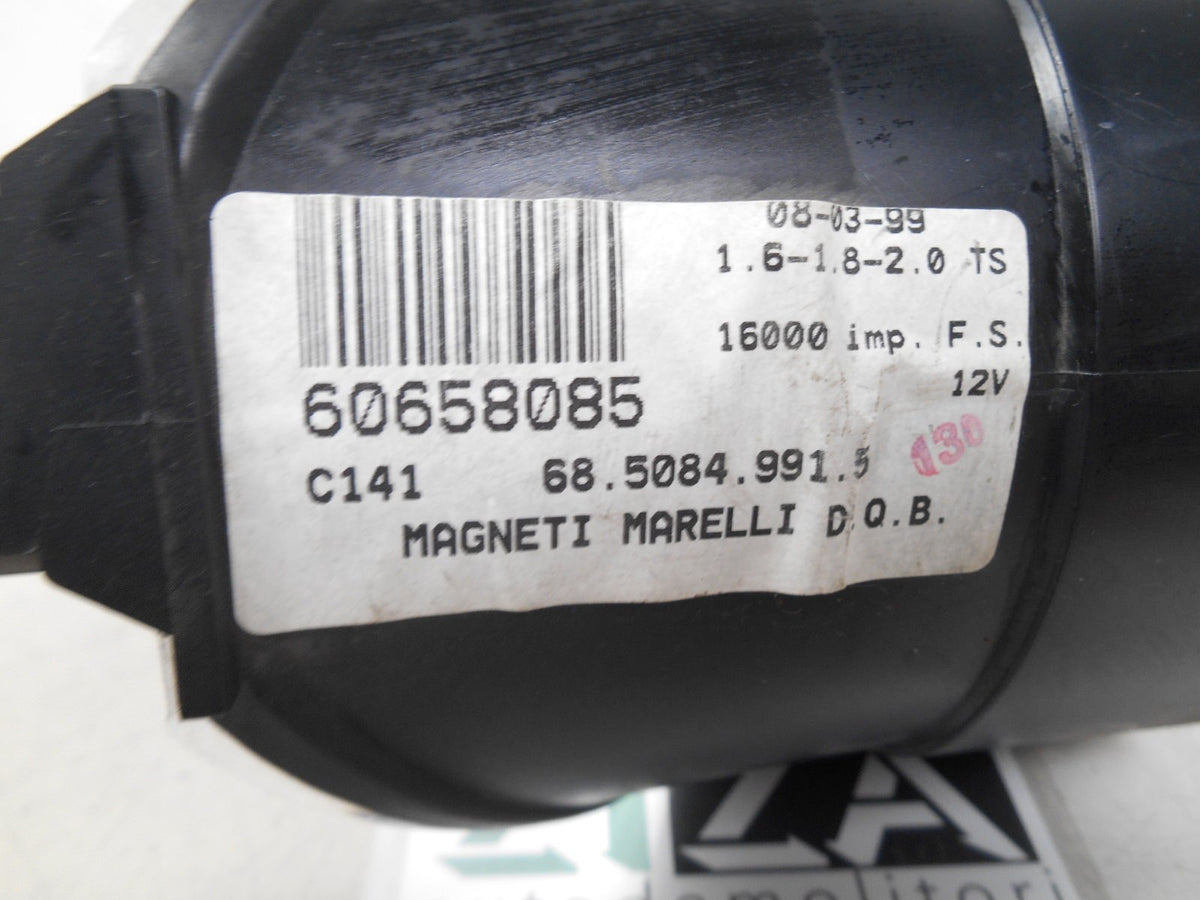 08-03-99
1.6-1.8-2.0 TS
16000 imp. F.S.
12V
60658085
130
C141 68.5084.991.5
MAGNETI MARELLI D.Q.B.